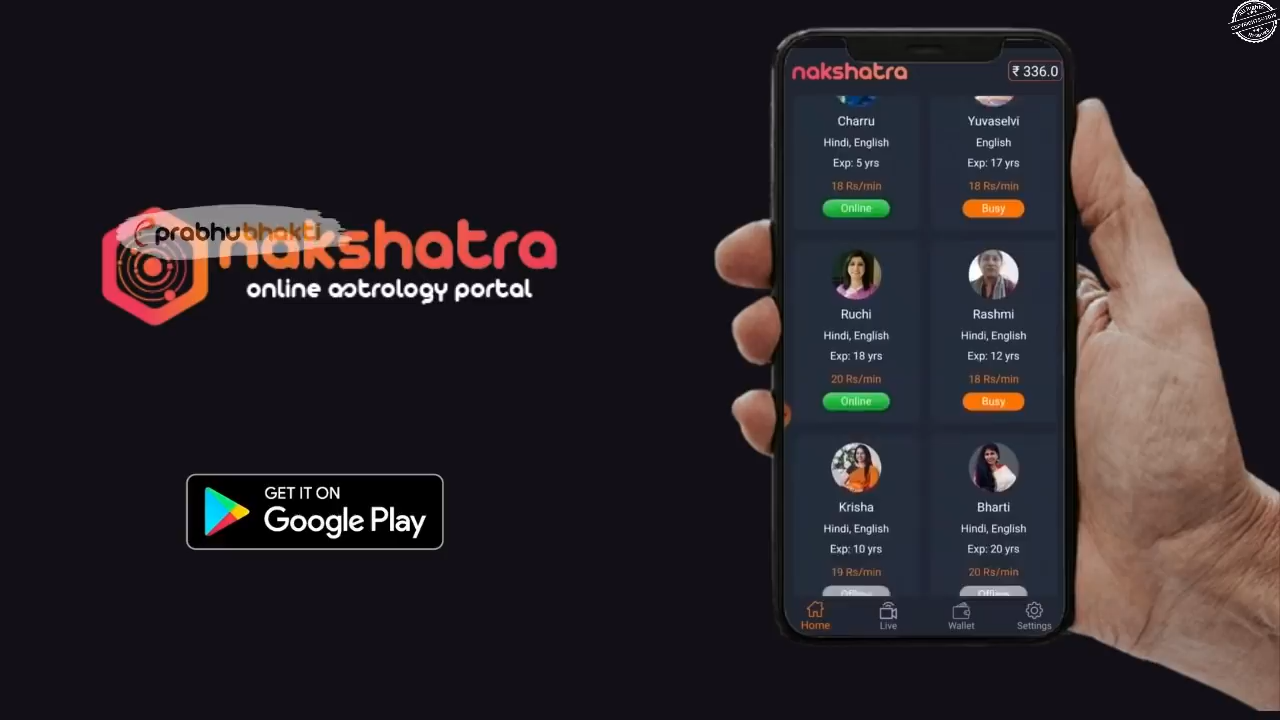 prabhubhakti
nakshatra
online astrology portal
GET IT ON
Google Play
nakshatra
₹ 336.0
Charru
Hindi, English
Exp: 5 yrs
18 Rs/min
Online
Yuvaselvi
English
Exp: 17 yrs
18 Rs/min
Busy
Ruchi
Hindi, English
Exp: 18 yrs
20 Rs/min
Online
Rashmi
Hindi, English
Exp: 12 yrs
18 Rs/min
Busy
Krisha
Hindi, English
Exp: 10 yrs
19 Rs/min
Offline
Bharti
Hindi, English
Exp: 20 yrs
20 Rs/min
Offline
Home
Live
Wallet
Settings